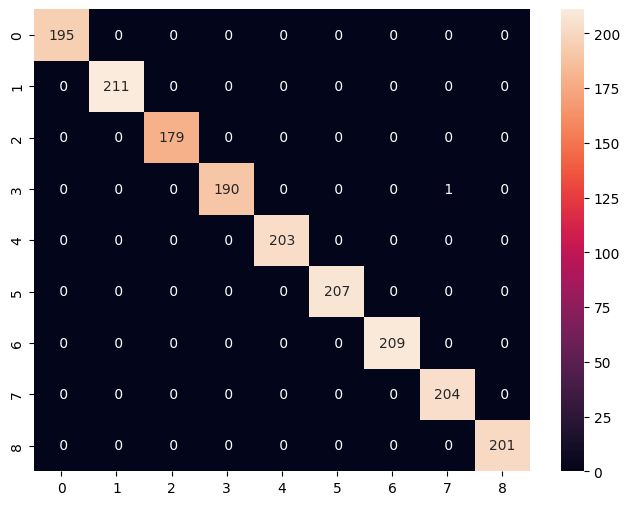 0 195 0 0 0 0 0 0 0 0
1 0 211 0 0 0 0 0 0 0
2 0 0 179 0 0 0 0 0 0
3 0 0 0 190 0 0 0 1 0
4 0 0 0 0 203 0 0 0 0
5 0 0 0 0 0 207 0 0 0
6 0 0 0 0 0 0 209 0 0
7 0 0 0 0 0 0 0 204 0
8 0 0 0 0 0 0 0 0 201
0 1 2 3 4 5 6 7 8
200
175
150
125
100
75
50
25
0